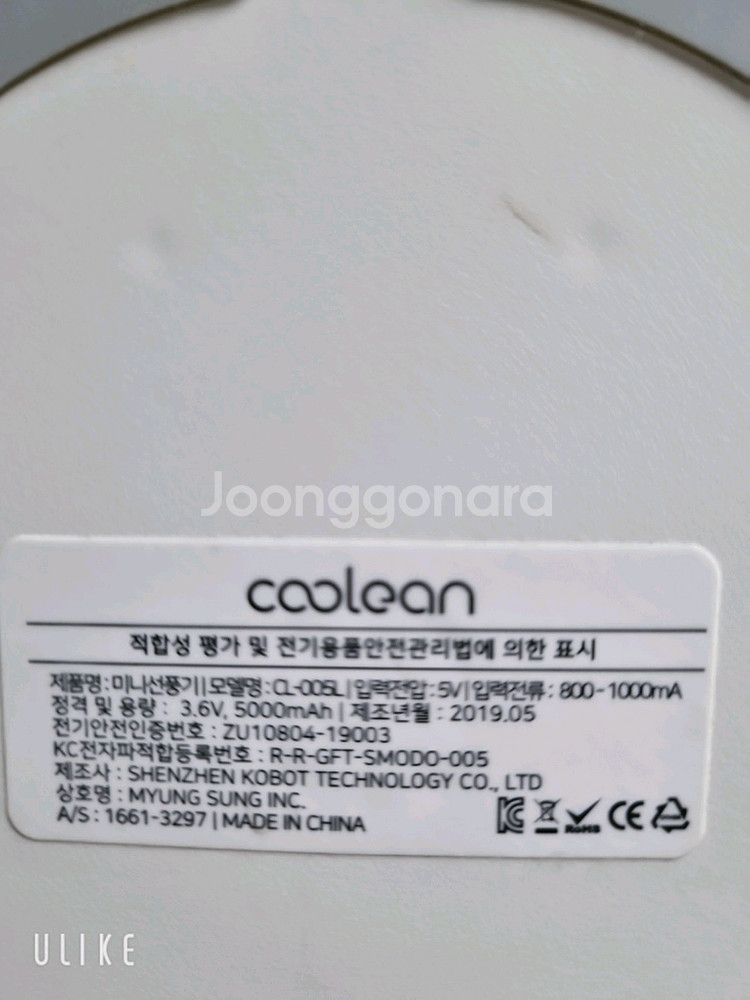 Joonggonara
coolean
적합성 평가 및 전기용품안전관리법에 의한 표시
제품명 : 미니선풍기 | 모델명 : CL-005L | 입력전압 : 5V | 입력전류 : 800-1000mA
정격 및 용량 : 3.6V, 5000mAh | 제조년월 : 2019.05
전기안전인증번호 : ZU10804-19003
KC전자파적합등록번호 : R-R-GFT-SMODO-005
제조사 : SHENZHEN KOBOT TECHNOLOGY CO., LTD
상호명 : MYUNG SUNG INC.
A/S : 1661-3297 | MADE IN CHINA
RoHS CE
ULIKE